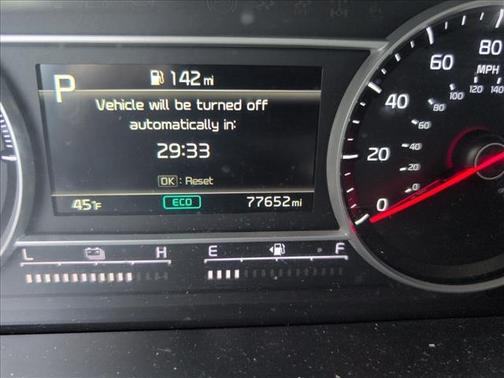 P 142 mi
Vehicle will be turned off
automatically in:
29:33
OK : Reset
45°F ECO 77652 mi
L H E F
80
MPH
120 140
100
80
60
40
20
0
40
60
20
0